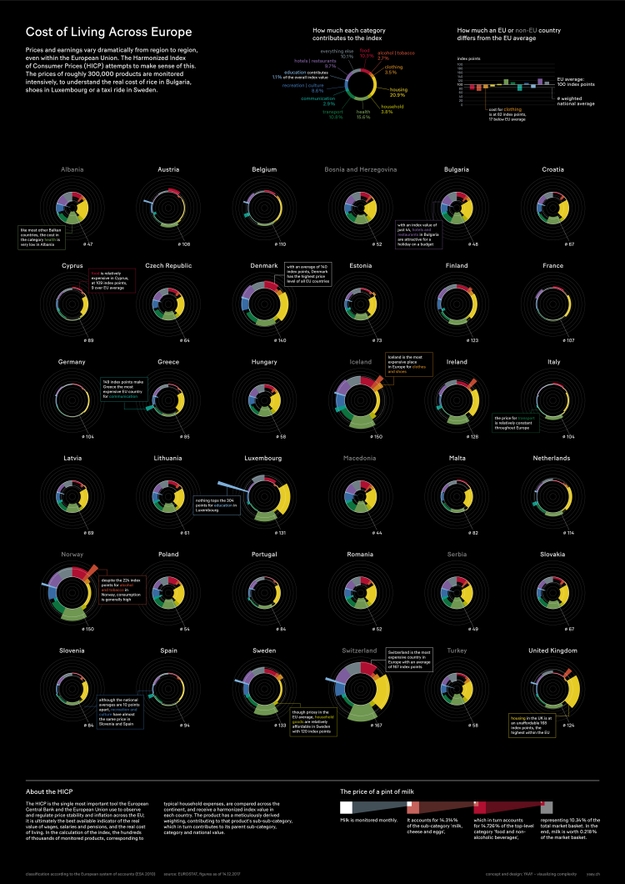 Cost of Living Across Europe
Prices and earnings vary dramatically from region to region,
even within the European Union. The Harmonized Index
of Consumer Prices (HICP) attempts to make sense of this.
The prices of roughly 300,000 products are monitored
intensively, to understand the real cost of rice in Bulgaria,
shoes in Luxembourg or a taxi ride in Sweden.
How much each category
contributes to the index
everything else
10.1%
food
alcohol | tobacco
hotels | restaurants
9.7%
clothing
3.5%
education contributes
1.1% of the overall index value
housing
20.9%
recreation | culture
communication
2.9%
household
transport
health
How much an EU or non-EU country
differs from the EU average
index points
EU average:
100 index points
# weighted
national average
cost for clothing
is at 83 index points,
17 below EU average
Albania
Austria
Belgium
Bosnia and Herzegovina
Bulgaria
Croatia
like most other Balkan
countries, the cost in
the category health is
very low in Albania
with an index value of
just 44, hotels and
restaurants in Bulgaria
are attractive for a
holiday on a budget
# 47
# 106
# 110
# 52
# 48
# 67
Cyprus
Czech Republic
Denmark
Estonia
Finland
France
food is relatively
expensive in Cyprus,
at 108 index points,
8 over EU average
with an average of 140
index points, Denmark
has the highest price
level of all EU countries
# 89
# 64
# 140
# 73
# 123
# 107
Germany
Greece
Hungary
Iceland
Ireland
Italy
Iceland is the most
expensive place
in Europe for clothes
and shoes
140 index points make
Greece the most
expensive EU country
for communication
the price for transport
is relatively constant
throughout Europe
# 104
# 85
# 58
# 150
# 126
# 104
Latvia
Lithuania
Luxembourg
Macedonia
Malta
Netherlands
nothing tops the 304
points for education in
Luxembourg
# 69
# 61
# 131
# 44
# 82
# 114
Norway
Poland
Portugal
Romania
Serbia
Slovakia
despite the 224 index
points for alcohol
and tobacco in
Norway, consumption
is generally high
# 150
# 54
# 84
# 52
# 49
# 67
Slovenia
Spain
Sweden
Switzerland
Turkey
United Kingdom
Switzerland is the most
expensive country in
Europe with an average
of 167 index points
although the national
averages are 10 points
apart, recreation and
culture have almost
the same price in
Slovenia and Spain
though pricey in the
EU average, household
goods are relatively
affordable in Sweden
with 120 index points
housing in the UK is at
an unaffordable
index points, the
highest within the EU
# 84
# 94
# 133
# 167
# 58
# 124
About the HICP
The HICP is the single most important tool the European
Central Bank and the European Union use to observe
and regulate price stability and inflation across the EU.
It is ultimately the best available indicator of the real
value of wages, salaries and pensions, and the real cost
of living. In the calculation of the index, the hundreds
of thousands of monitored products, corresponding to
typical household expenses, are compared across the
continent, and receive a harmonized index value in
each country. The product has a meticulously derived
weighting, contributing to that product's sub-sub-category,
which in turn contributes to its parent-sub-category,
category and national value.
The price of a pint of milk
Milk is monitored monthly.
It accounts for 14.314%
of the sub-category 'milk,
cheese and eggs',
which in turn accounts
for 14.726% of the top-level
category 'food and non-
alcoholic beverages',
representing 10.34% of the
total market basket. In the
end, milk is worth 0.218%
of the market basket.
classification according to the European system of accounts (ESA 2010)
source: EUROSTAT, figures as of 14.12.2017